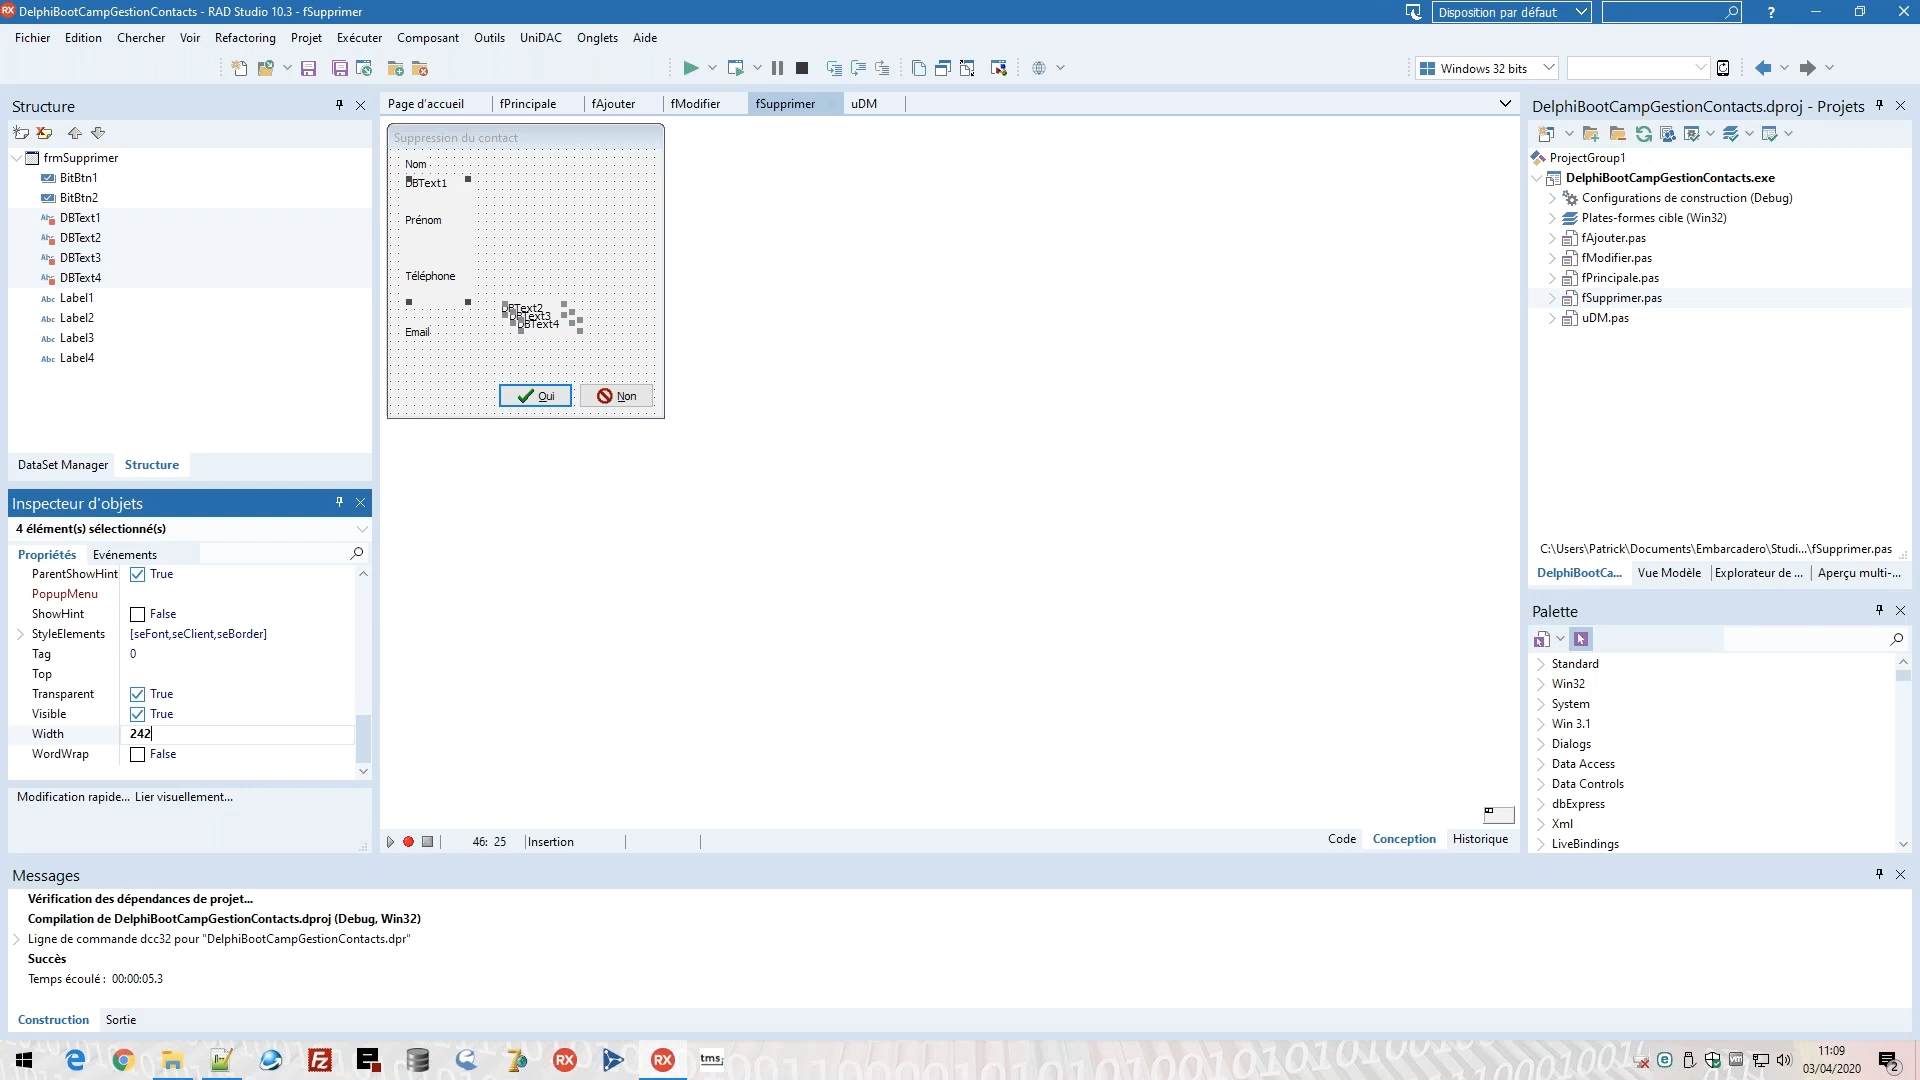 DelphiBootCampGestionContacts - RAD Studio 10.3 - fSupprimer
Disposition par défaut
?
Fichier Edition Chercher Voir Refactoring Projet Exécuter Composant Outils UniDAC Onglets Aide
Windows 32 bits
Structure
frmSupprimer
BitBtn1
BitBtn2
DBText1
DBText2
DBText3
DBText4
Label1
Label2
Label3
Label4
DataSet Manager Structure
Inspecteur d'objets
4 élément(s) sélectionné(s)
Propriétés Evénements
ParentShowHint True
PopupMenu
ShowHint False
StyleElements [seFont,seClient,seBorder]
Tag 0
Top
Transparent True
Visible True
Width 242
WordWrap False
Modification rapide... Lier visuellement...
Page d'accueil fPrincipale fAjouter fModifier fSupprimer uDM
Suppression du contact
Nom
DBText1
Prénom
Téléphone
DBText2
DBText3
DBText4
Email
Oui Non
46: 25 Insertion
Code Conception Historique
DelphiBootCampGestionContacts.dproj - Projets
ProjectGroup1
DelphiBootCampGestionContacts.exe
Configurations de construction (Debug)
Plates-formes cible (Win32)
fAjouter.pas
fModifier.pas
fPrincipale.pas
fSupprimer.pas
uDM.pas
C:\Users\Patrick\Documents\Embarcadero\Studi...\fSupprimer.pas
DelphiBootCa... Vue Modèle Explorateur de ... Aperçu multi-...
Palette
Standard
Win32
System
Win 3.1
Dialogs
Data Access
Data Controls
dbExpress
Xml
LiveBindings
Messages
Vérification des dépendances de projet...
Compilation de DelphiBootCampGestionContacts.dproj (Debug, Win32)
Ligne de commande dcc32 pour "DelphiBootCampGestionContacts.dpr"
Succès
Temps écoulé : 00:00:05.3
Construction Sortie
RX RX tms
11:09
03/04/2020
2